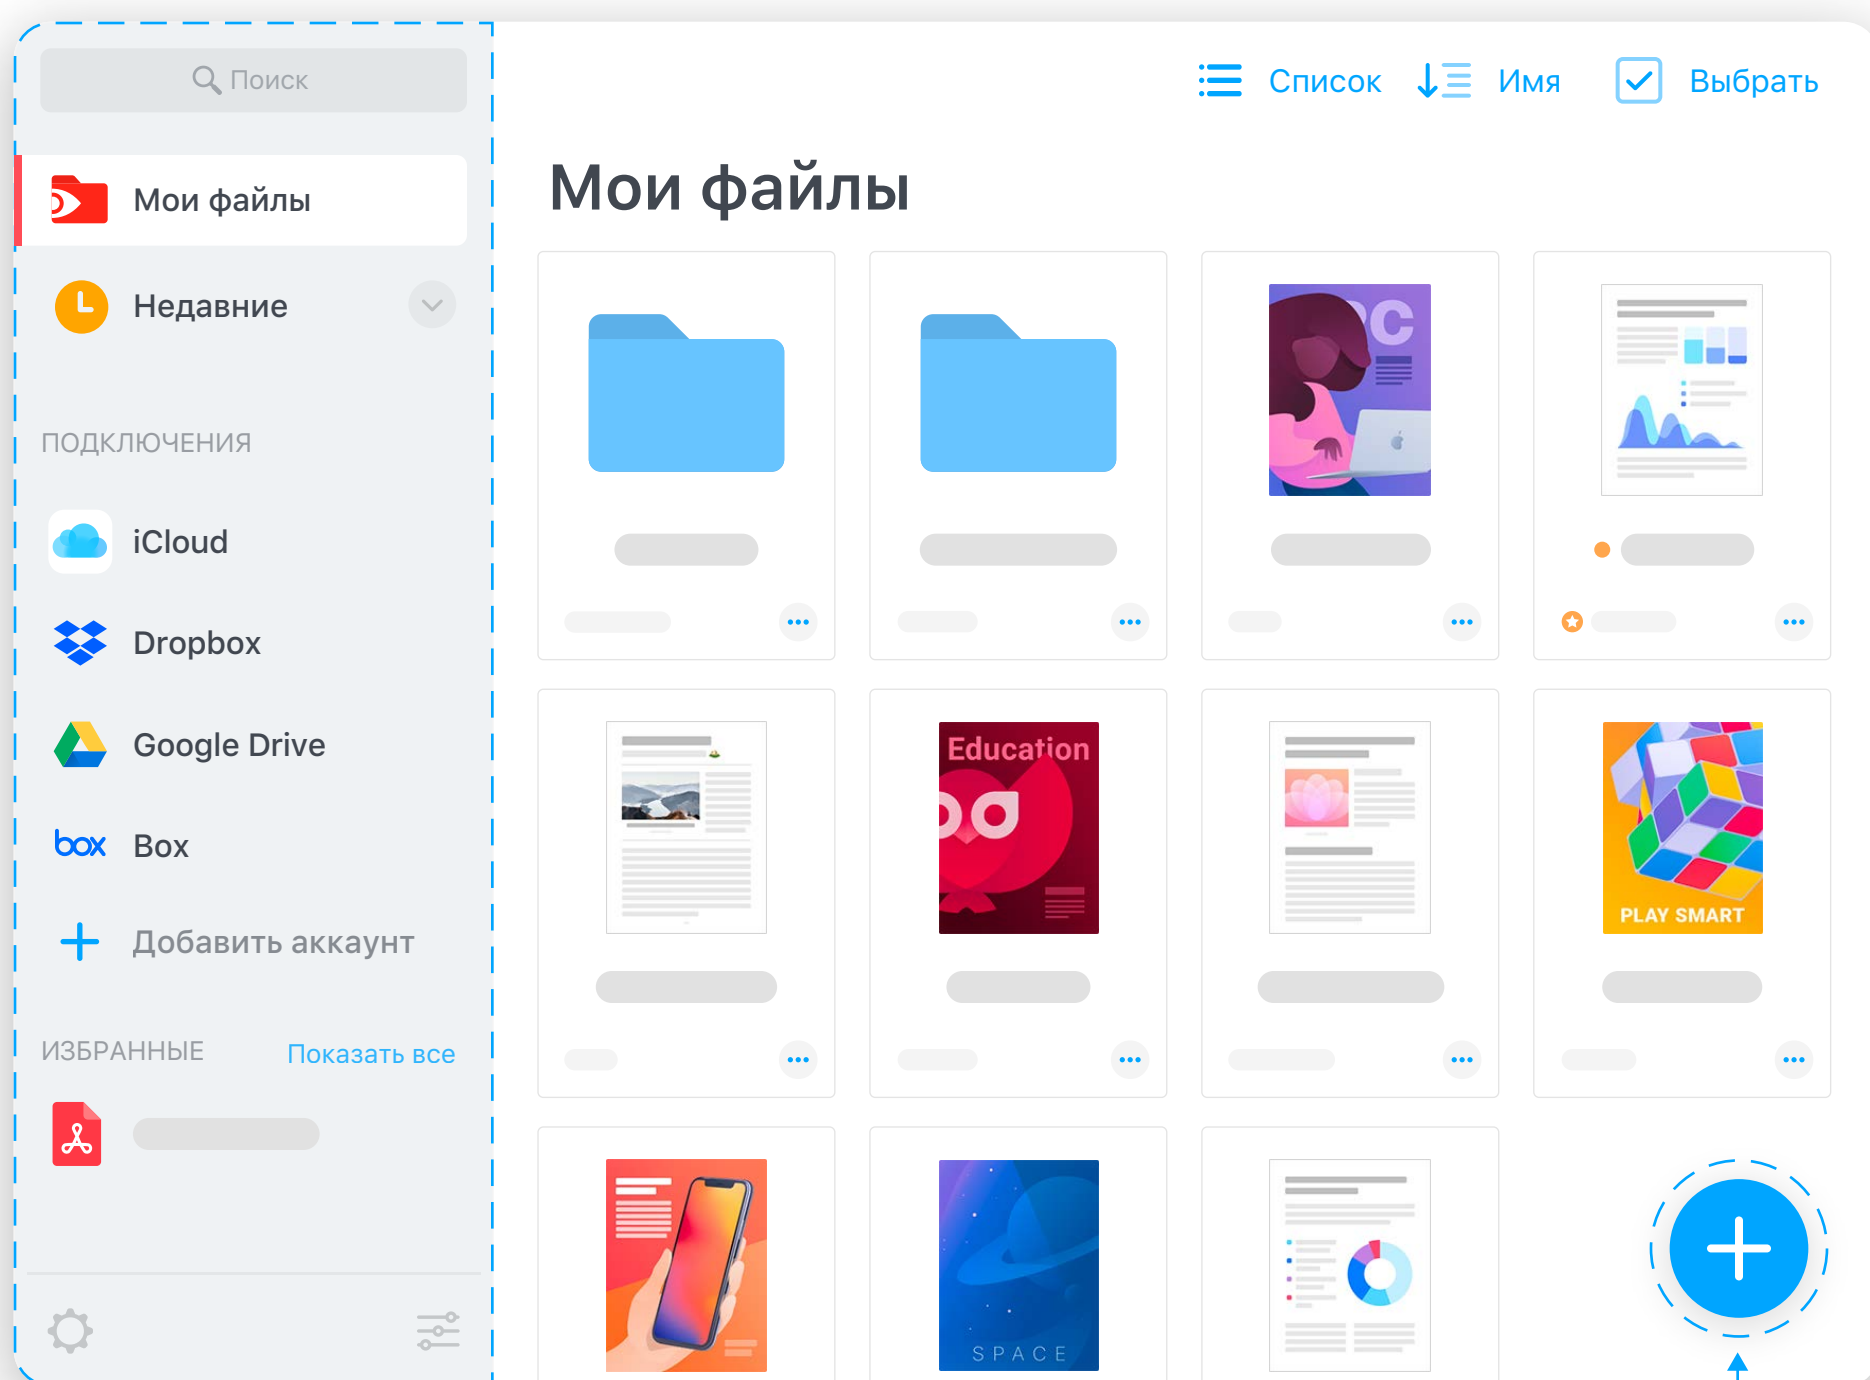 Поиск
Мои файлы
Недавние
ПОДКЛЮЧЕНИЯ
iCloud
Dropbox
Google Drive
box
Box
Добавить аккаунт
ИЗБРАННЫЕ
Показать все
Список
Имя
Выбрать
Мои файлы
Education
PLAY SMART
SPACE